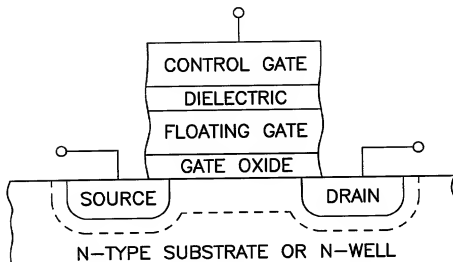 CONTROL GATE
DIELECTRIC
FLOATING GATE
GATE OXIDE
SOURCE
DRAIN
N-TYPE SUBSTRATE OR N-WELL